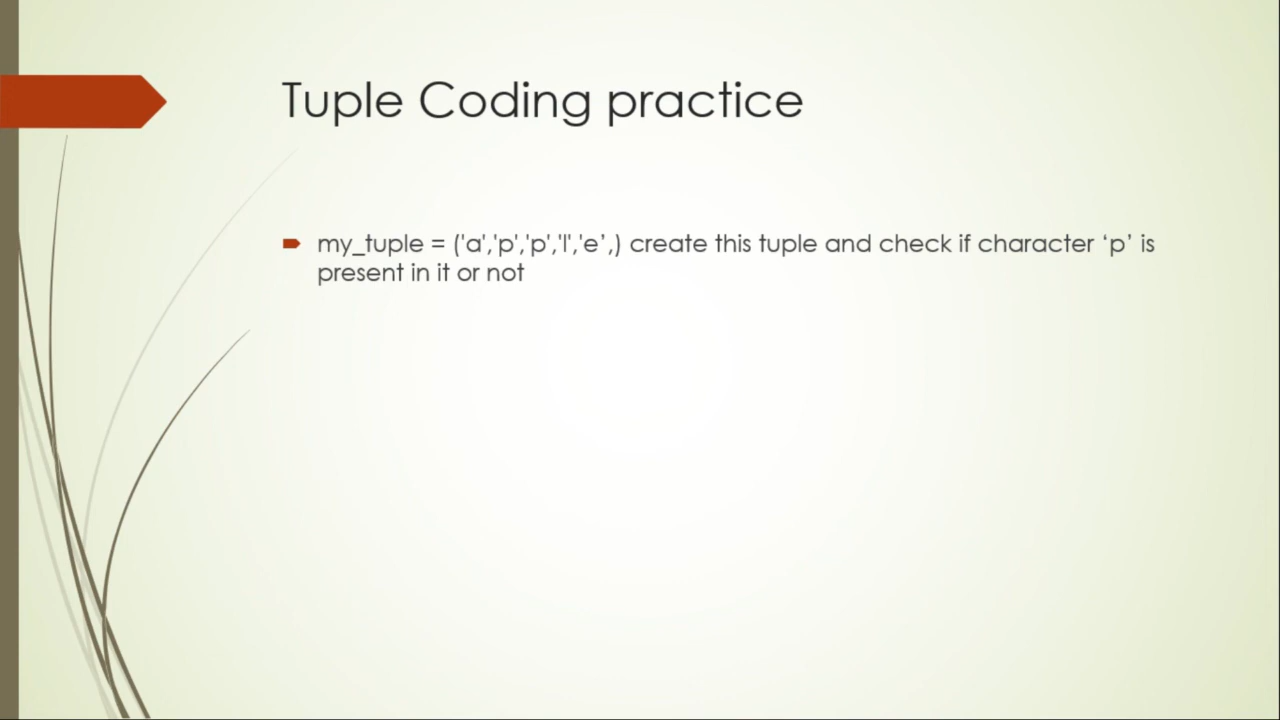 Tuple Coding practice
my_tuple = ('a','p','p','l','e’,) create this tuple and check if character ‘p’ is
present in it or not